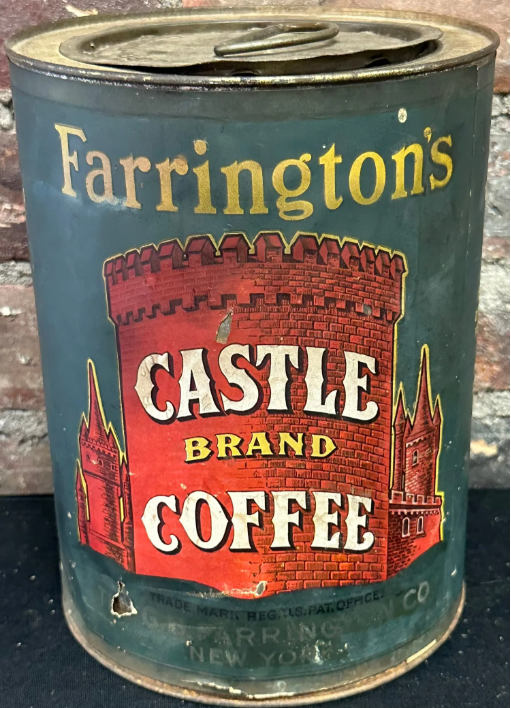 Farrington's
CASTLE
BRAND
COFFEE
TRADE MARK REG. U.S. PAT. OFFICE.
CO
NEW YORK